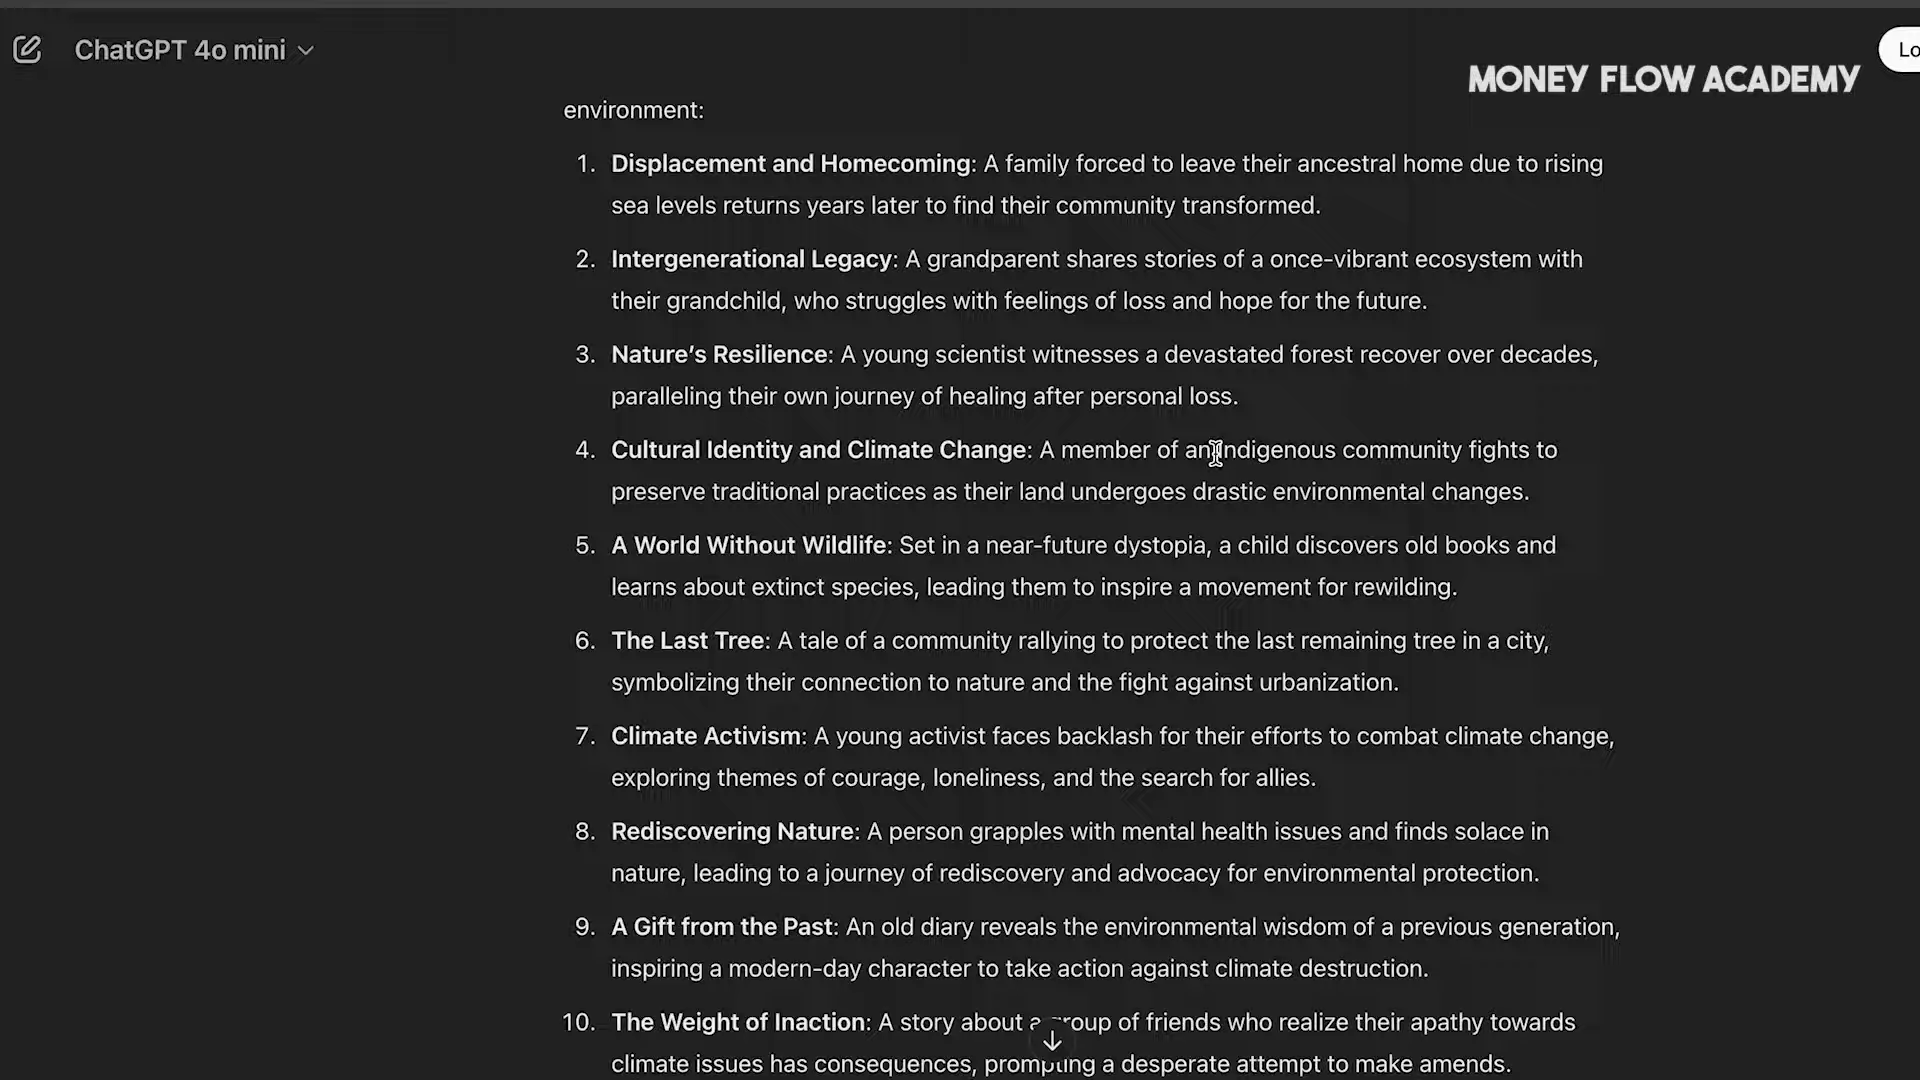 ChatGPT 4o mini
Lo
MONEY FLOW ACADEMY
environment:
1. Displacement and Homecoming: A family forced to leave their ancestral home due to rising
sea levels returns years later to find their community transformed.
2. Intergenerational Legacy: A grandparent shares stories of a once-vibrant ecosystem with
their grandchild, who struggles with feelings of loss and hope for the future.
3. Nature's Resilience: A young scientist witnesses a devastated forest recover over decades,
paralleling their own journey of healing after personal loss.
4. Cultural Identity and Climate Change: A member of an indigenous community fights to
preserve traditional practices as their land undergoes drastic environmental changes.
5. A World Without Wildlife: Set in a near-future dystopia, a child discovers old books and
learns about extinct species, leading them to inspire a movement for rewilding.
6. The Last Tree: A tale of a community rallying to protect the last remaining tree in a city,
symbolizing their connection to nature and the fight against urbanization.
7. Climate Activism: A young activist faces backlash for their efforts to combat climate change,
exploring themes of courage, loneliness, and the search for allies.
8. Rediscovering Nature: A person grapples with mental health issues and finds solace in
nature, leading to a journey of rediscovery and advocacy for environmental protection.
9. A Gift from the Past: An old diary reveals the environmental wisdom of a previous generation,
inspiring a modern-day character to take action against climate destruction.
10. The Weight of Inaction: A story about a group of friends who realize their apathy towards
climate issues has consequences, prompting a desperate attempt to make amends.